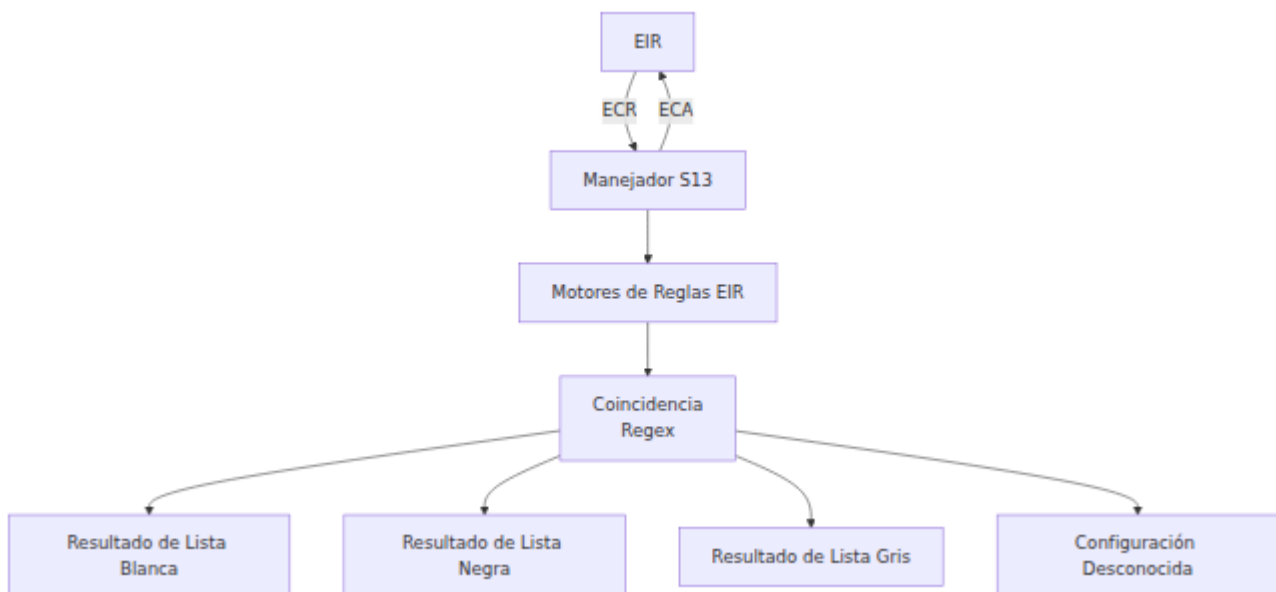 EIR
ECR
ECA
Manejador S13
Motores de Reglas EIR
Coincidencia
Regex
Resultado de Lista
Blanca
Resultado de Lista
Negra
Resultado de Lista Gris
Configuración
Desconocida